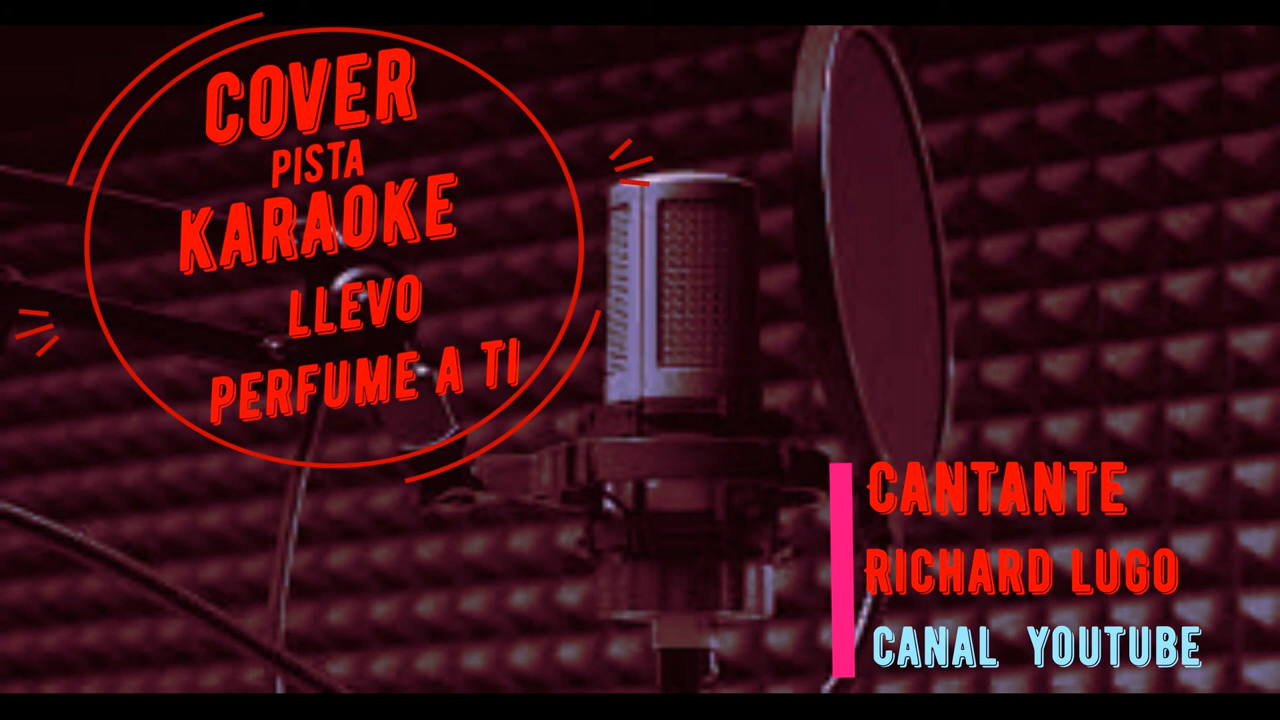 COVER
PISTA
KARAOKE
LLEVO
PERFUME A TI
CANTANTE
RICHARD LUGO
CANAL YOUTUBE